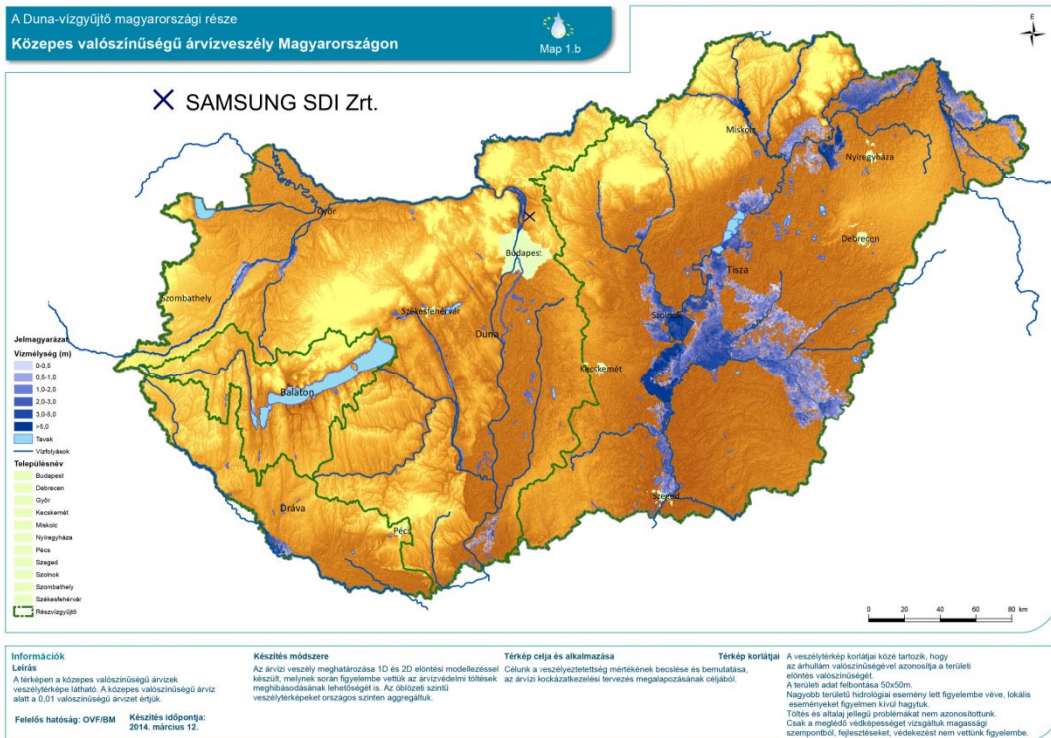 A Duna-vízgyűjtő magyarországi része
Közepes valószínűségű árvízveszély Magyarországon
Map 1.b
É
SAMSUNG SDI Zrt.
Miskolc
Nyíregyháza
Győr
Debrecen
Budapest
Tisza
Szombathely
Székesfehérvár
Szolnok
Duna
Kecskemét
Balaton
Szeged
Dráva
Pécs
Jelmagyarázat
Vízmélység (m)
0-0,5
0,5-1,0
1,0-2,0
2,0-3,0
3,0-5,0
>5,0
Tavak
Vízfolyások
Településnév
Budapest
Debrecen
Győr
Kecskemét
Miskolc
Nyíregyháza
Pécs
Szeged
Szolnok
Szombathely
Székesfehérvár
Részvízgyűjtő
0 20 40 60 80 km
Információk
Leírás
A térképen a közepes valószínűségű árvizek
veszélytérképe látható. A közepes valószínűségű árvíz
alatt a 0,01 valószínűségű árvizet értjük.
Felelős hatóság: OVF/BM
Készítés időpontja:
2014. március 12.
Készítés módszere
Az árvízi veszély meghatározása 1D és 2D elöntési modellezéssel
készült, melynek során figyelembe vettük az árvízvédelmi töltések
meghibásodásának lehetőségét is. Az öblözeti szintű
veszélytérképeket országos szinten aggregáltuk.
Térkép célja és alkalmazása
Célunk a veszélyeztetettség mértékének becslése és bemutatása,
az árvízi kockázatkezelési tervezés megalapozásának céljából.
Térkép korlátjai
A veszélytérkép korlátjai közé tartozik, hogy
az árhullám valószínűségével azonosítja a területi
elöntés valószínűségét.
A területi adat felbontása 50x50m.
Nagyobb területű hidrológiai esemény lett figyelembe véve, lokális
eseményeket figyelmen kívül hagytuk.
Töltés és altalaj jellegű problémákat nem azonosítottunk.
Csak a meglédő védképességet vizsgáltuk magassági
szempontból, fejlesztéseket, védekezést nem vettünk figyelembe.